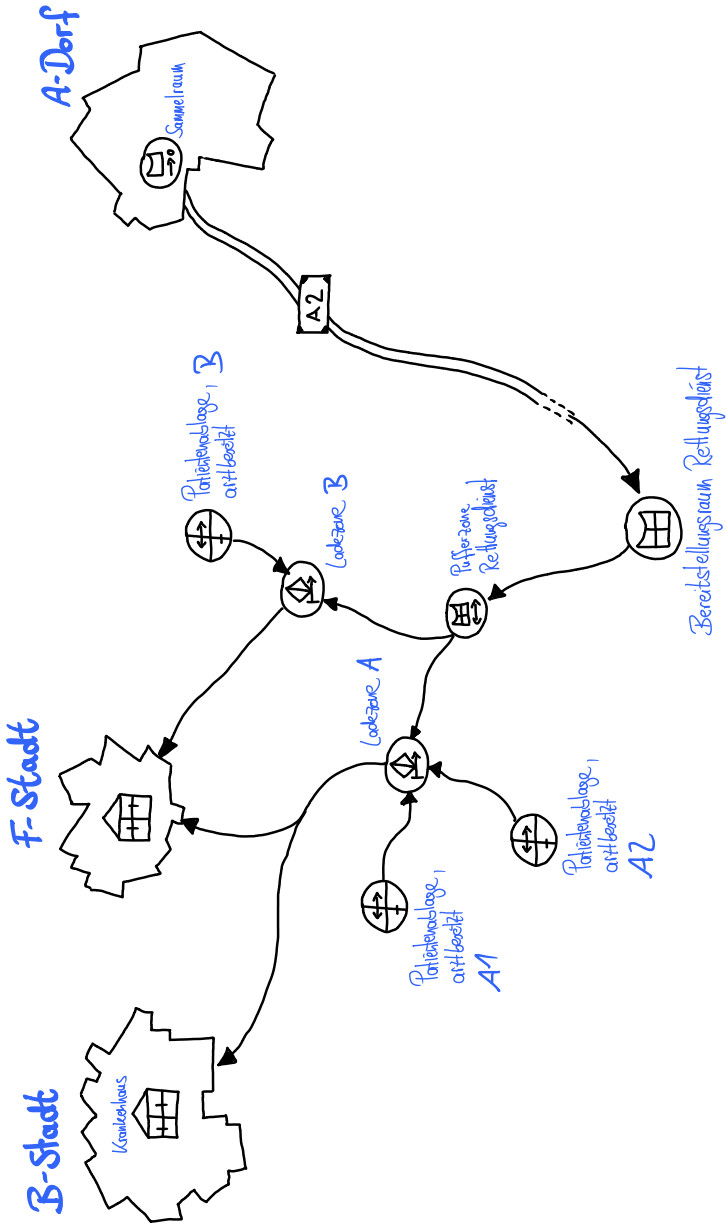 B-Stadt
Krankenhaus
F-Stadt
A-Dorf
Sammelraum
A2
Patientenablage,
arztbesetzt
B
Ladezone B
Ladezone A
Pufferzone
Rettungsdienst
Patientenablage,
arztbesetzt
A1
Patientenablage,
arztbesetzt
A2
Bereitstellungsraum Rettungsdienst